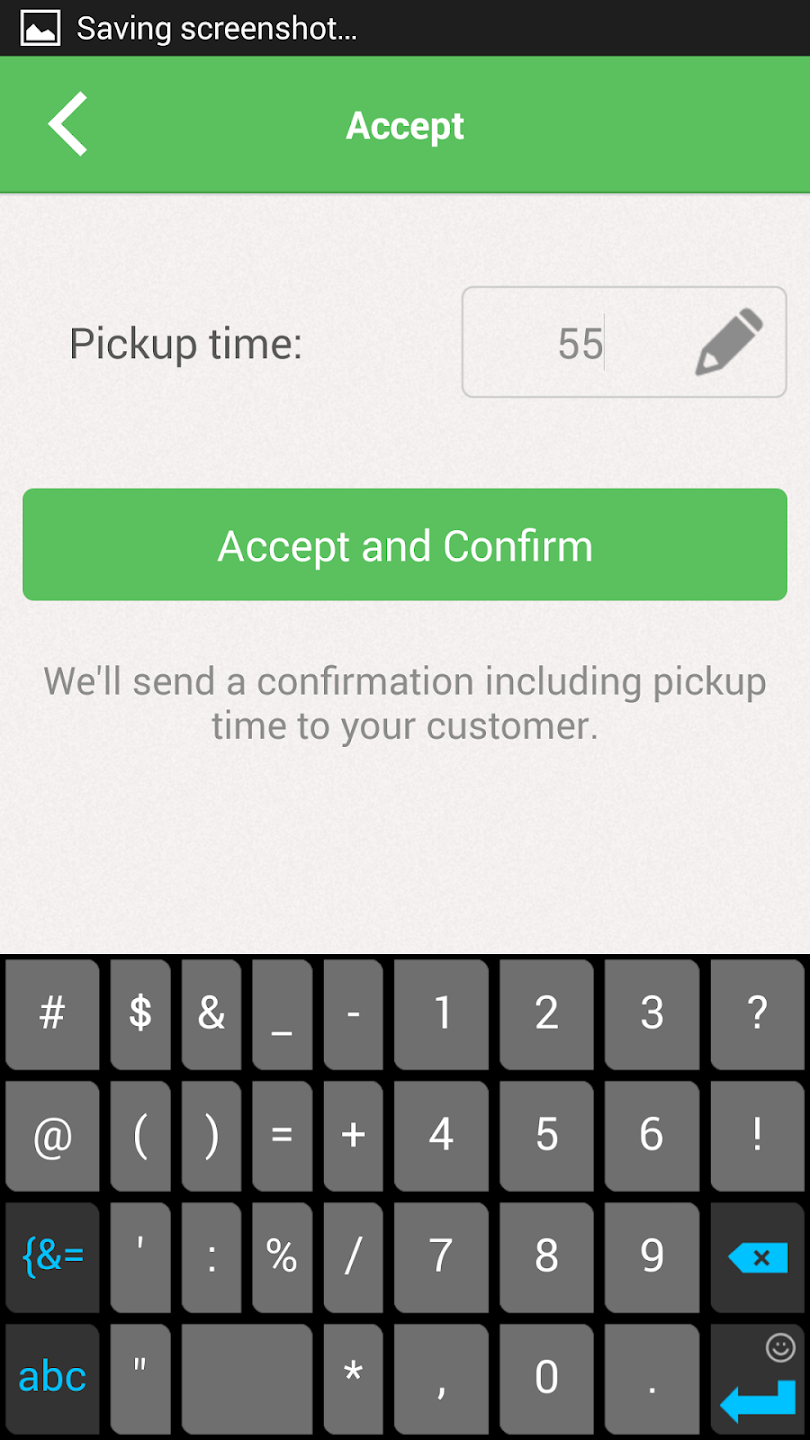 Saving screenshot...
Accept
Pickup time:
55
Accept and Confirm
We'll send a confirmation including pickup
time to your customer.
# $ & _ - 1 2 3 ?
@ ( ) = + 4 5 6 !
{&= ' : % / 7 8 9
abc " * , 0 .